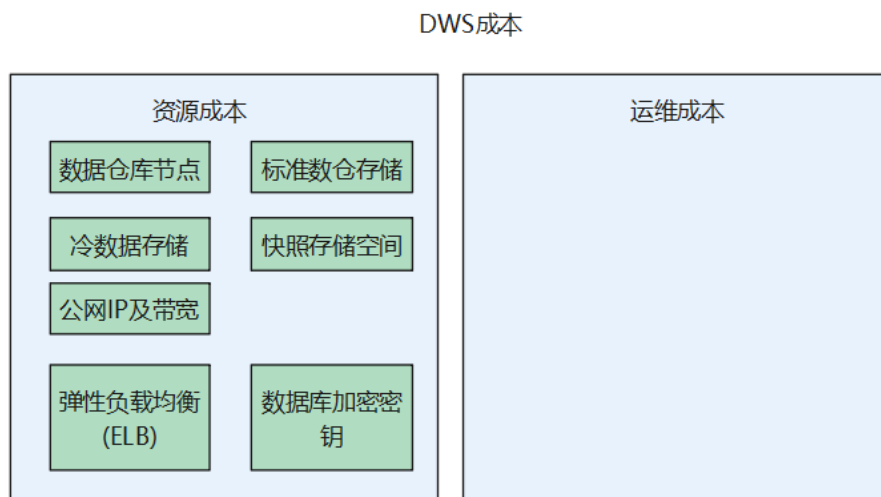 DWS成本
资源成本
数据仓库节点
标准数仓存储
冷数据存储
快照存储空间
公网IP及带宽
弹性负载均衡
(ELB)
数据库加密密
钥
运维成本